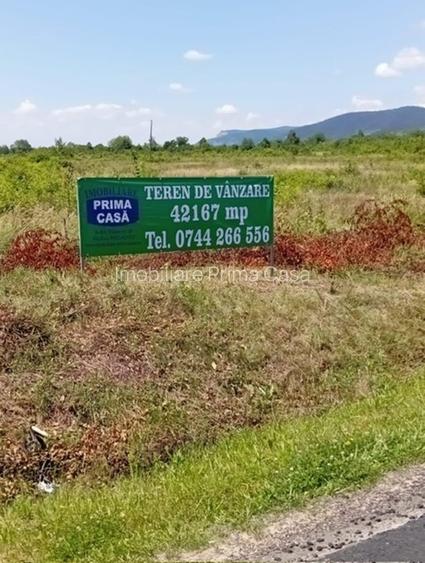 IMOBILIARE
PRIMA
CASĂ
TEREN DE VÂNZARE
42167 mp
Tel. 0744 266 556
Imobiliare Prima Casa